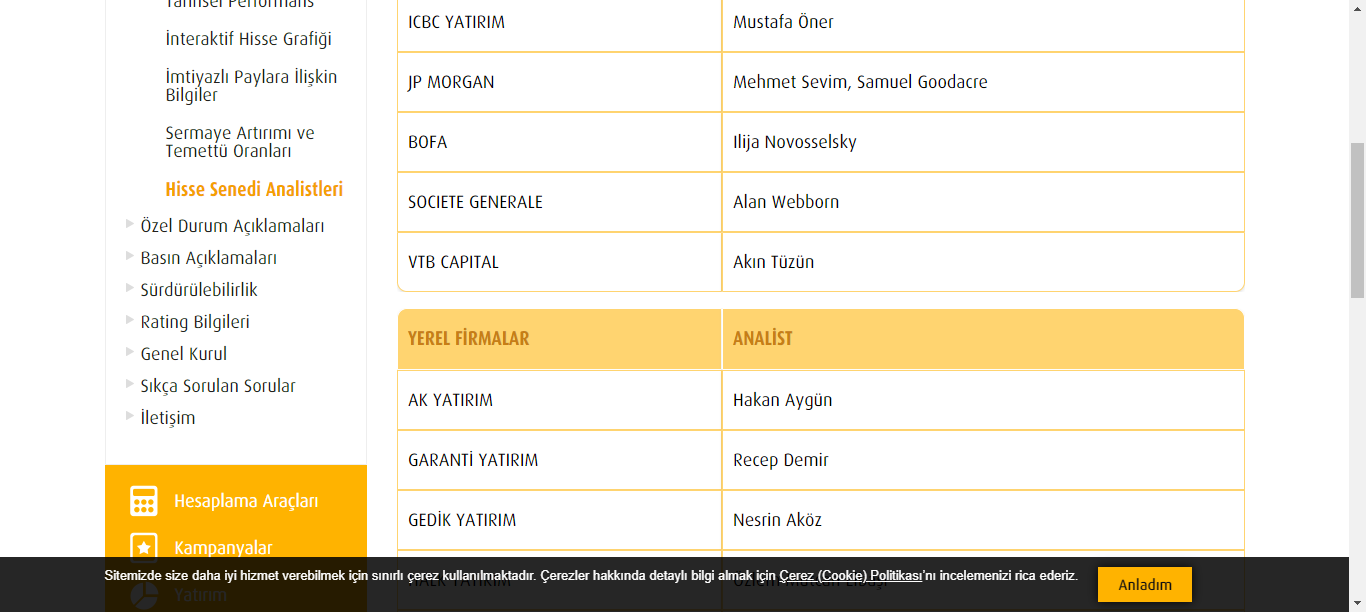 Tarihsel Performans
İnteraktif Hisse Grafiği
İmtiyazlı Paylara İlişkin
Bilgiler
Sermaye Artırımı ve
Temettü Oranları
Hisse Senedi Analistleri
Özel Durum Açıklamaları
Basın Açıklamaları
Sürdürülebilirlik
Rating Bilgileri
Genel Kurul
Sıkça Sorulan Sorular
İletişim
Hesaplama Araçları
Kampanyalar
Yatırım
ICBC YATIRIM Mustafa Öner
JP MORGAN Mehmet Sevim, Samuel Goodacre
BOFA Ilija Novosselsky
SOCIETE GENERALE Alan Webborn
VTB CAPITAL Akın Tüzün
YEREL FİRMALAR ANALİST
AK YATIRIM Hakan Aygün
GARANTİ YATIRIM Recep Demir
GEDİK YATIRIM Nesrin Aköz
YATIRIM
Sitemizde size daha iyi hizmet verebilmek için sınırlı çerez kullanılmaktadır. Çerezler hakkında detaylı bilgi almak için Çerez (Cookie) Politikası'nı incelemenizi rica ederiz. Anladım